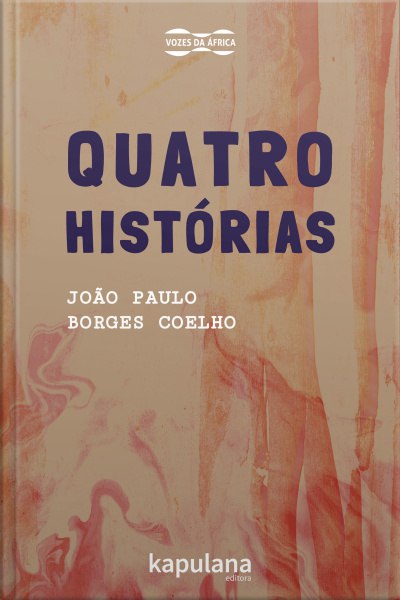 VOZES DA ÁFRICA
QUATRO
HISTÓRIAS
JOÃO PAULO
BORGES COELHO
kapulana
editora